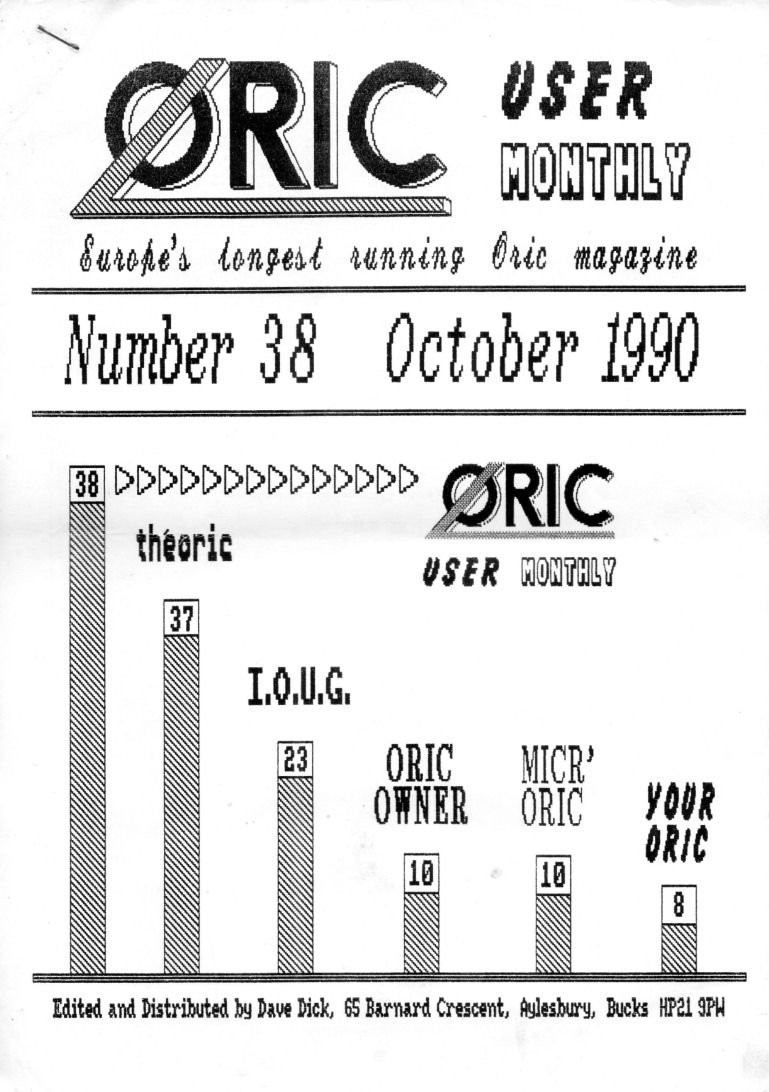 ORIC USER
MONTHLY
Europe's longest running Oric magazine
Number 38 October 1990
38 ORIC
USER MONTHLY
theoric
37
I.O.U.G.
23
ORIC
OWNER
10
MICR'
ORIC
10
YOUR
ORIC
8
Edited and Distributed by Dave Dick, 65 Barnard Crescent, Aylesbury, Bucks HP21 9PW